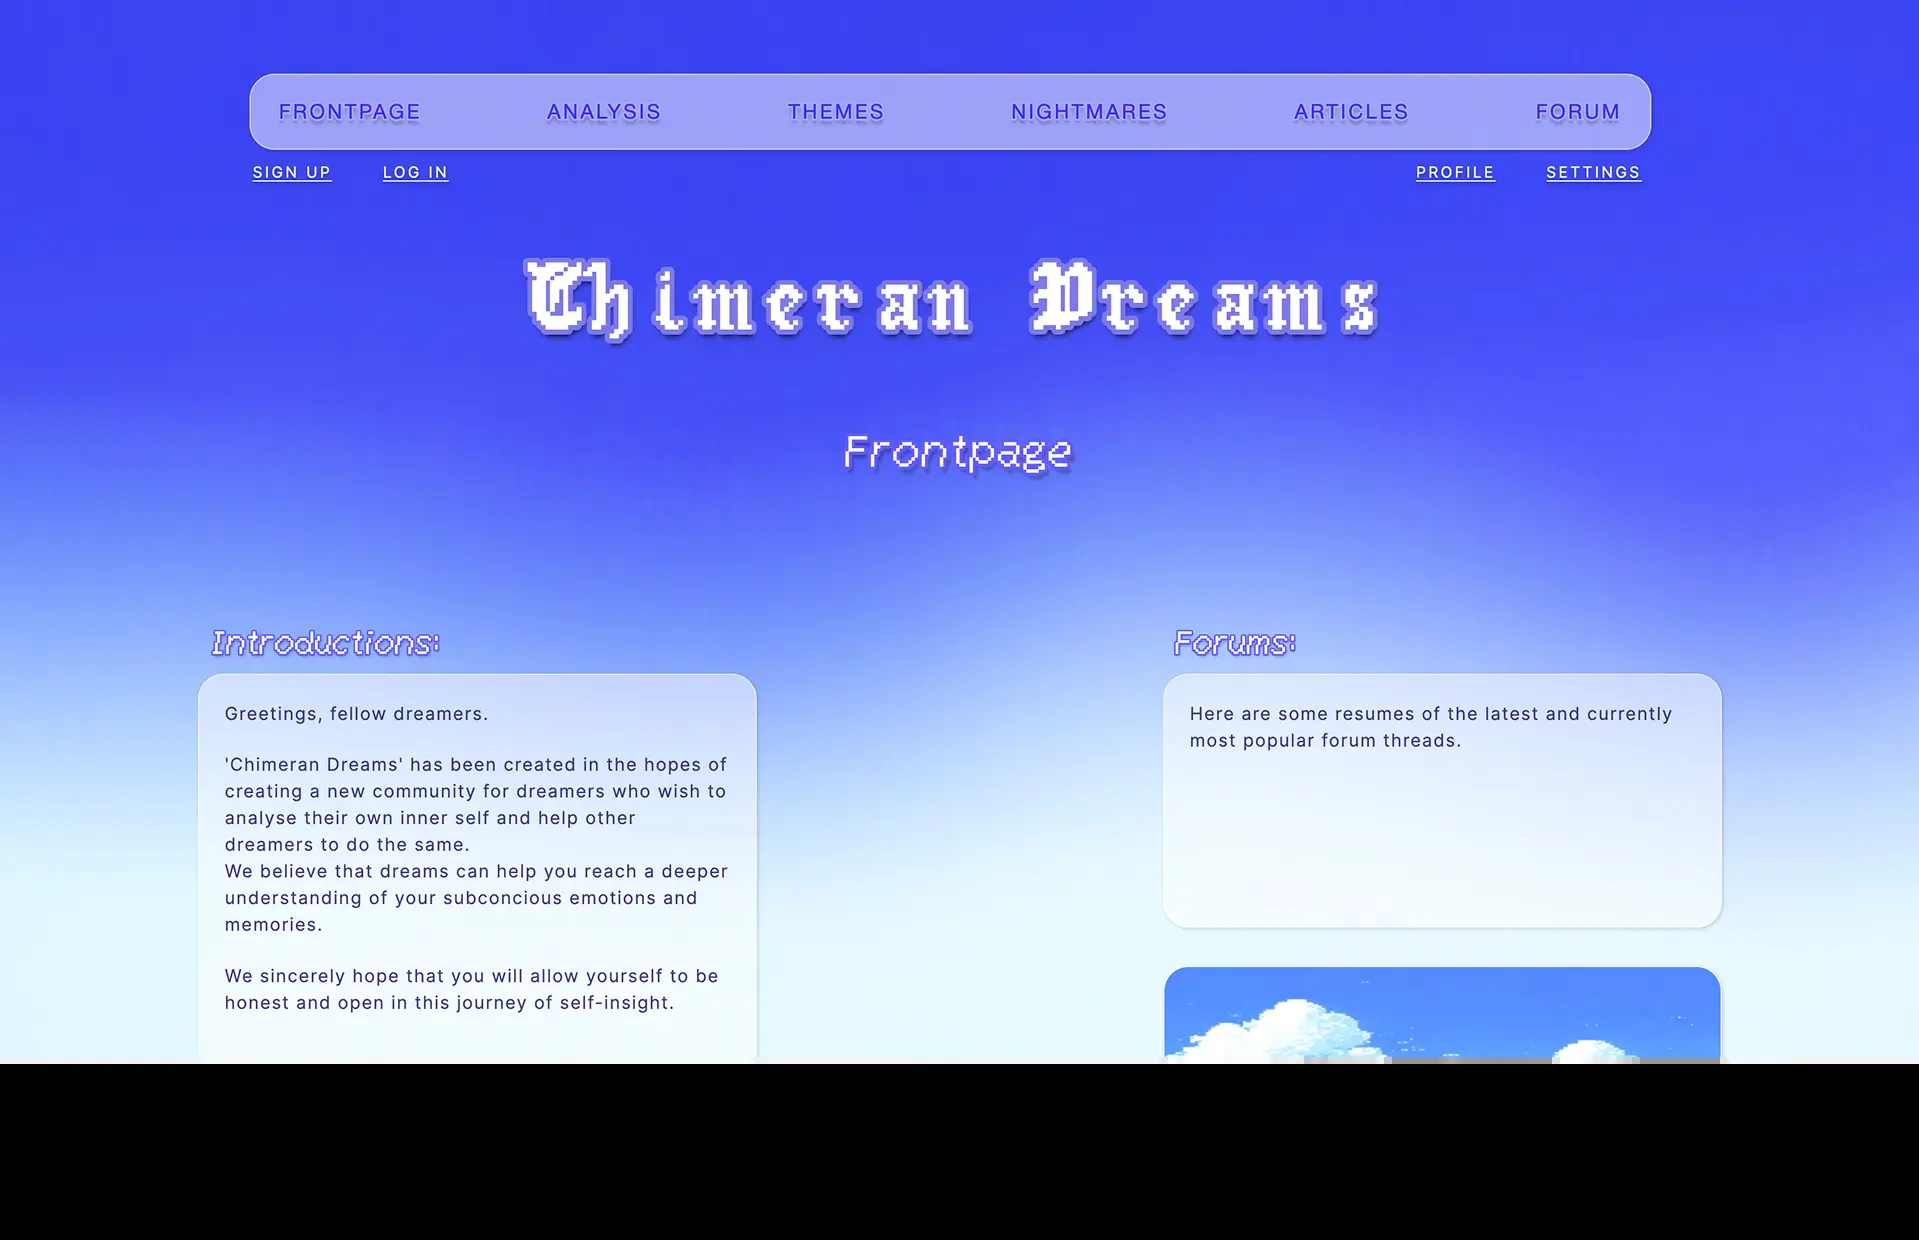 FRONTPAGE ANALYSIS THEMES NIGHTMARES ARTICLES FORUM
SIGN UP LOG IN PROFILE SETTINGS
Chimeran Dreams
Frontpage
Introductions:
Greetings, fellow dreamers.
'Chimeran Dreams' has been created in the hopes of
creating a new community for dreamers who wish to
analyse their own inner self and help other
dreamers to do the same.
We believe that dreams can help you reach a deeper
understanding of your subconcious emotions and
memories.
We sincerely hope that you will allow yourself to be
honest and open in this journey of self-insight.
Forums:
Here are some resumes of the latest and currently
most popular forum threads.